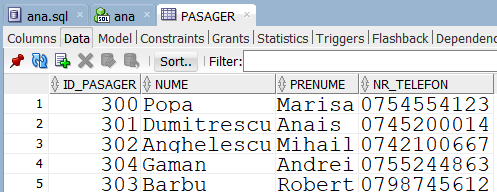 ana.sql ana PASAGER
Columns Data Model Constraints Grants Statistics Triggers Flashback Dependenc
Sort.. Filter:
ID_PASAGER NUME PRENUME NR_TELEFON
1 300 Popa Marisa 0754554123
2 301 Dumitrescu Anais 0745200014
3 302 Anghelescu Mihail 0742100667
4 304 Gaman Andrei 0755244863
5 303 Barbu Robert 0798745612